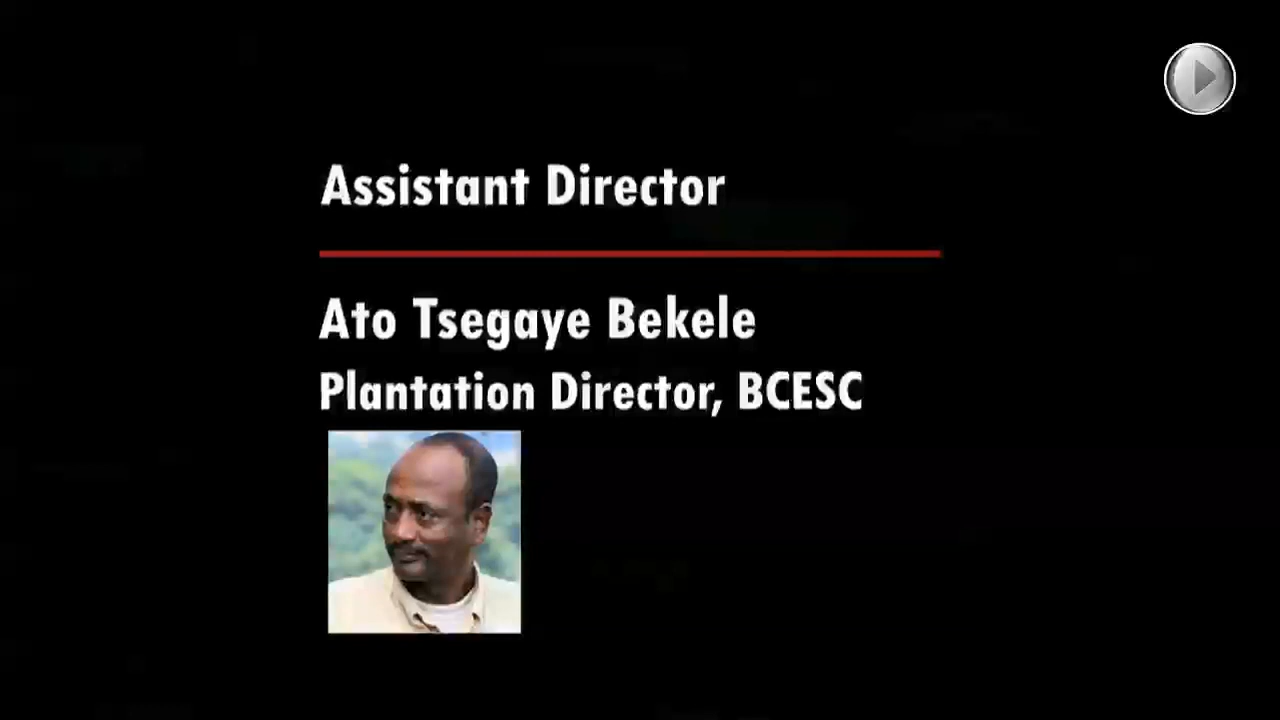 Assistant Director
Ato Tsegaye Bekele
Plantation Director, BCESC